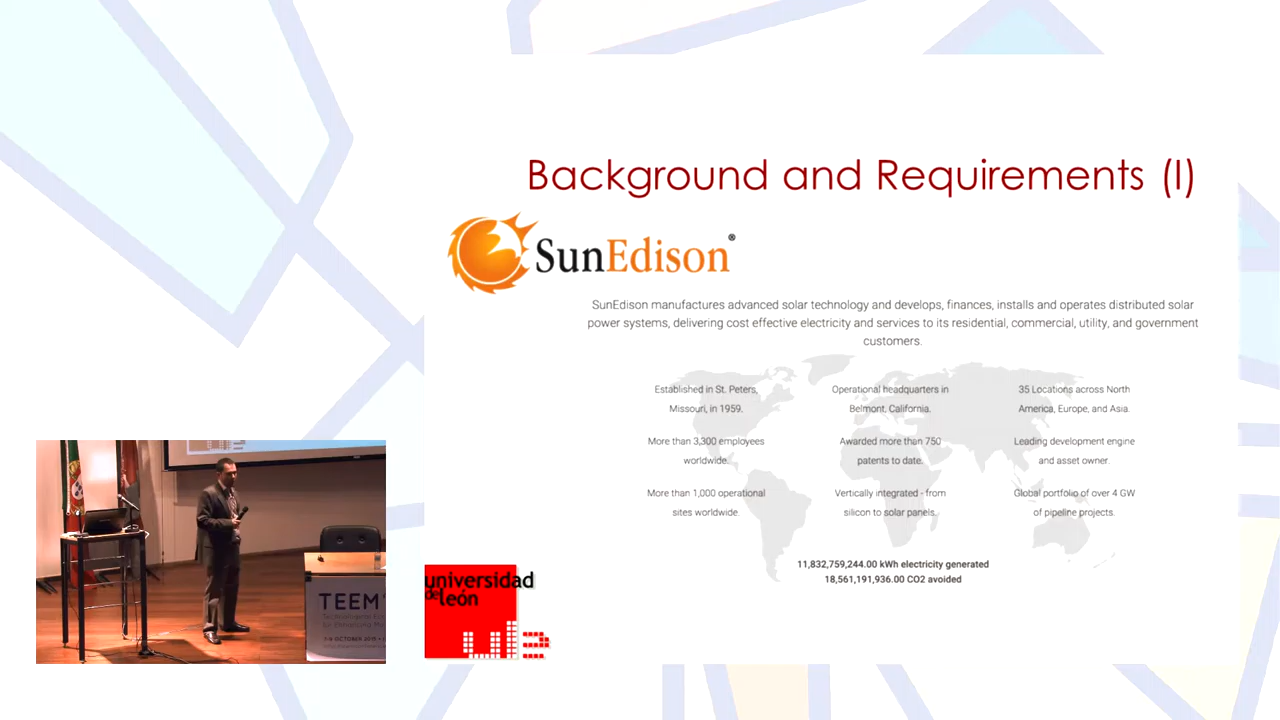 Background and Requirements (I)
SunEdison®
SunEdison manufactures advanced solar technology and develops, finances, installs and operates distributed solar
power systems, delivering cost effective electricity and services to its residential, commercial, utility, and government
customers.
Established in St. Peters,
Missouri, in 1959.
Operational headquarters in
Belmont, California.
35 Locations across North
America, Europe, and Asia.
More than 3,300 employees
worldwide.
Awarded more than 750
patents to date.
Leading development engine
and asset owner.
More than 1,000 operational
sites worldwide.
Vertically integrated - from
silicon to solar panels.
Global portfolio of over 4 GW
of pipeline projects.
11,832,759,244.00 kWh electricity generated
18,561,191,936.00 CO2 avoided
universidad
de león
TEEM'